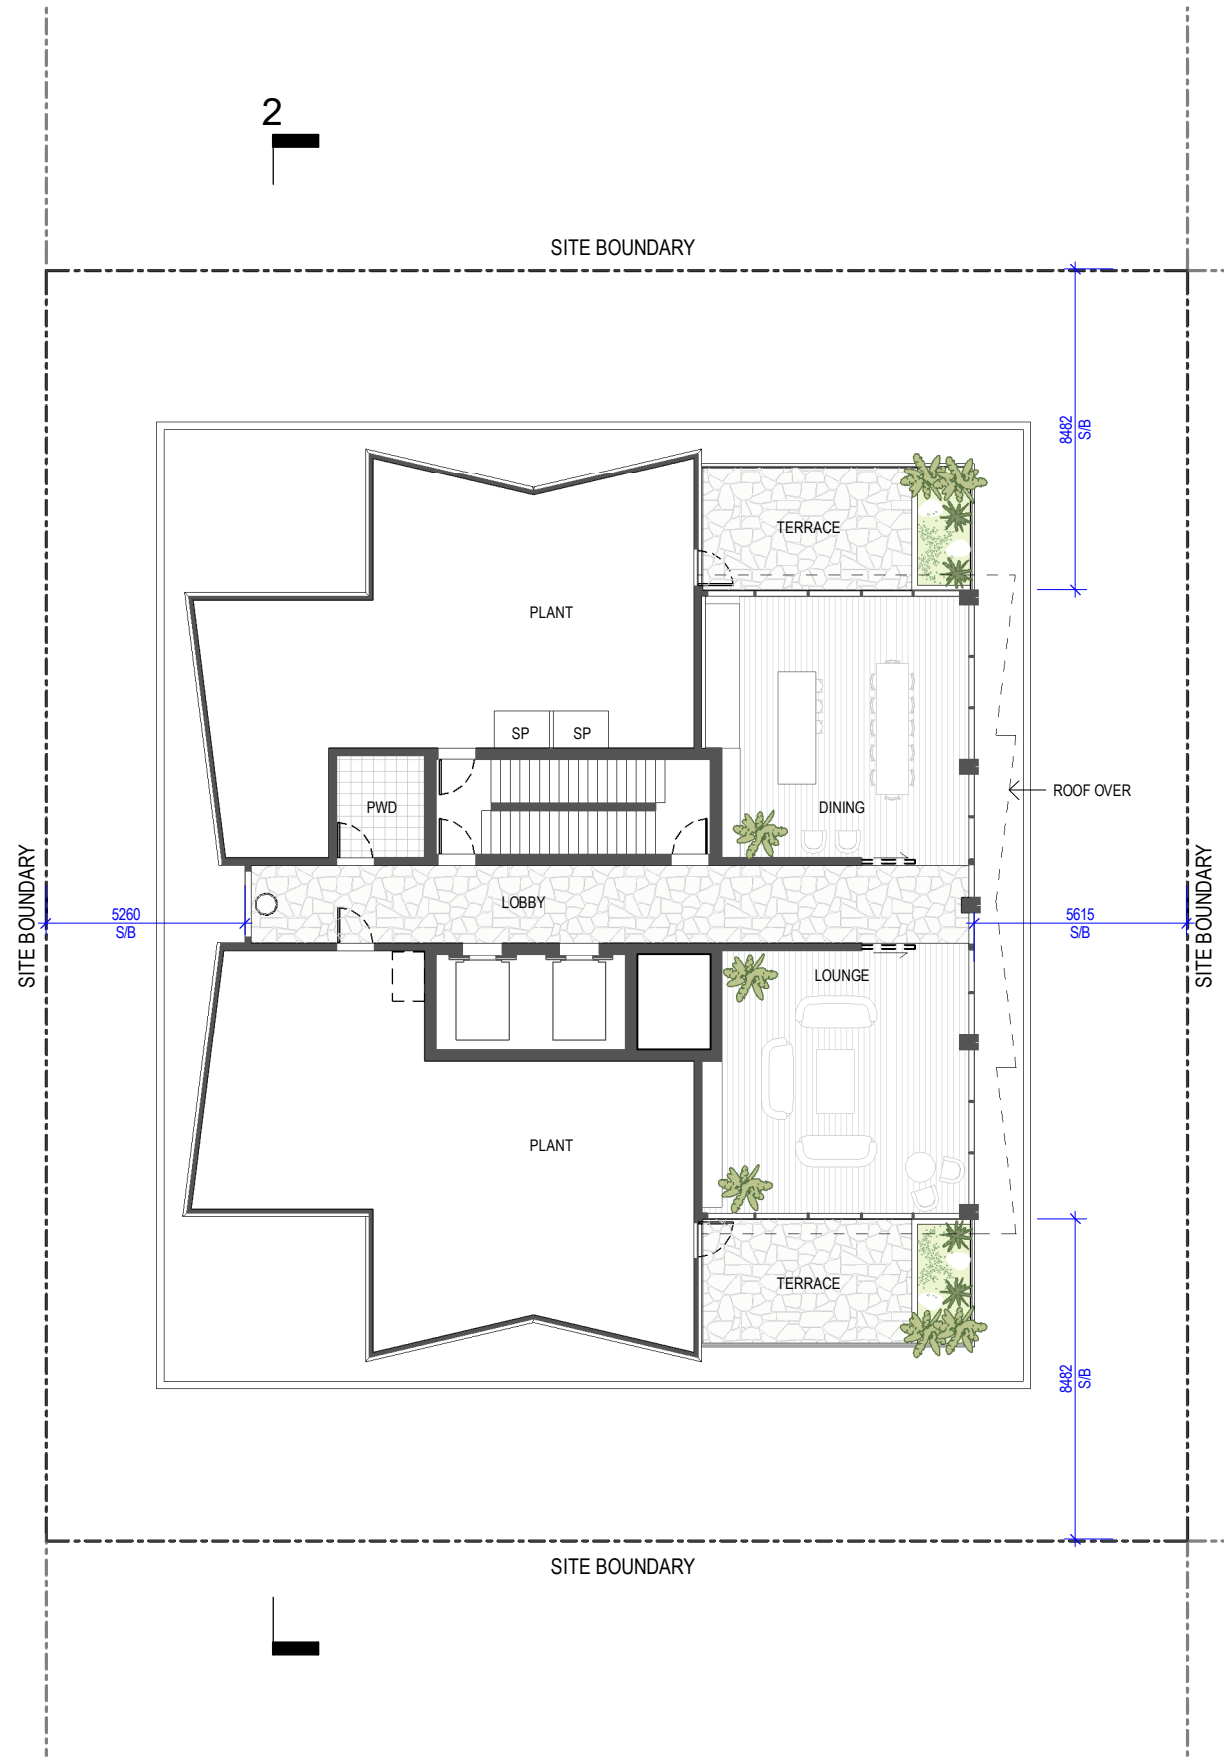 2
SITE BOUNDARY
8482
S/B
TERRACE
PLANT
SP
SP
ROOF OVER
PWD
DINING
SITE BOUNDARY
SITE BOUNDARY
LOBBY
5260
S/B
5615
S/B
LOUNGE
PLANT
TERRACE
8482
S/B
SITE BOUNDARY